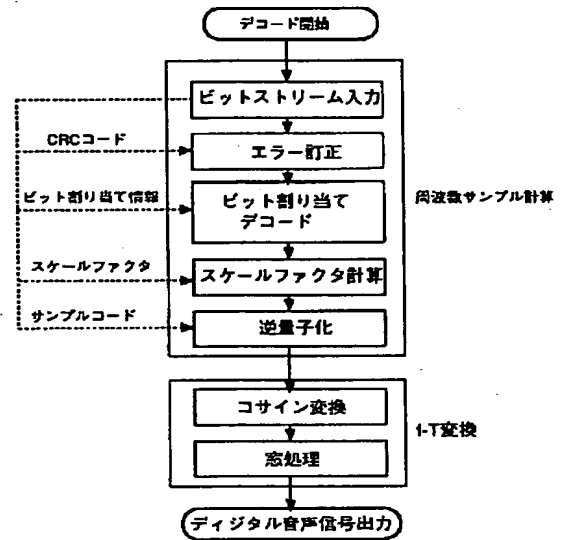 デコード開始
ビットストリーム入力
CRCコード
エラー訂正
ビット割り当て情報
ビット割り当て
デコード
周波数サンプル計算
スケールファクタ
スケールファクタ計算
サンプルコード
逆量子化
コサイン変換
f-T変換
窓処理
ディジタル音声信号出力